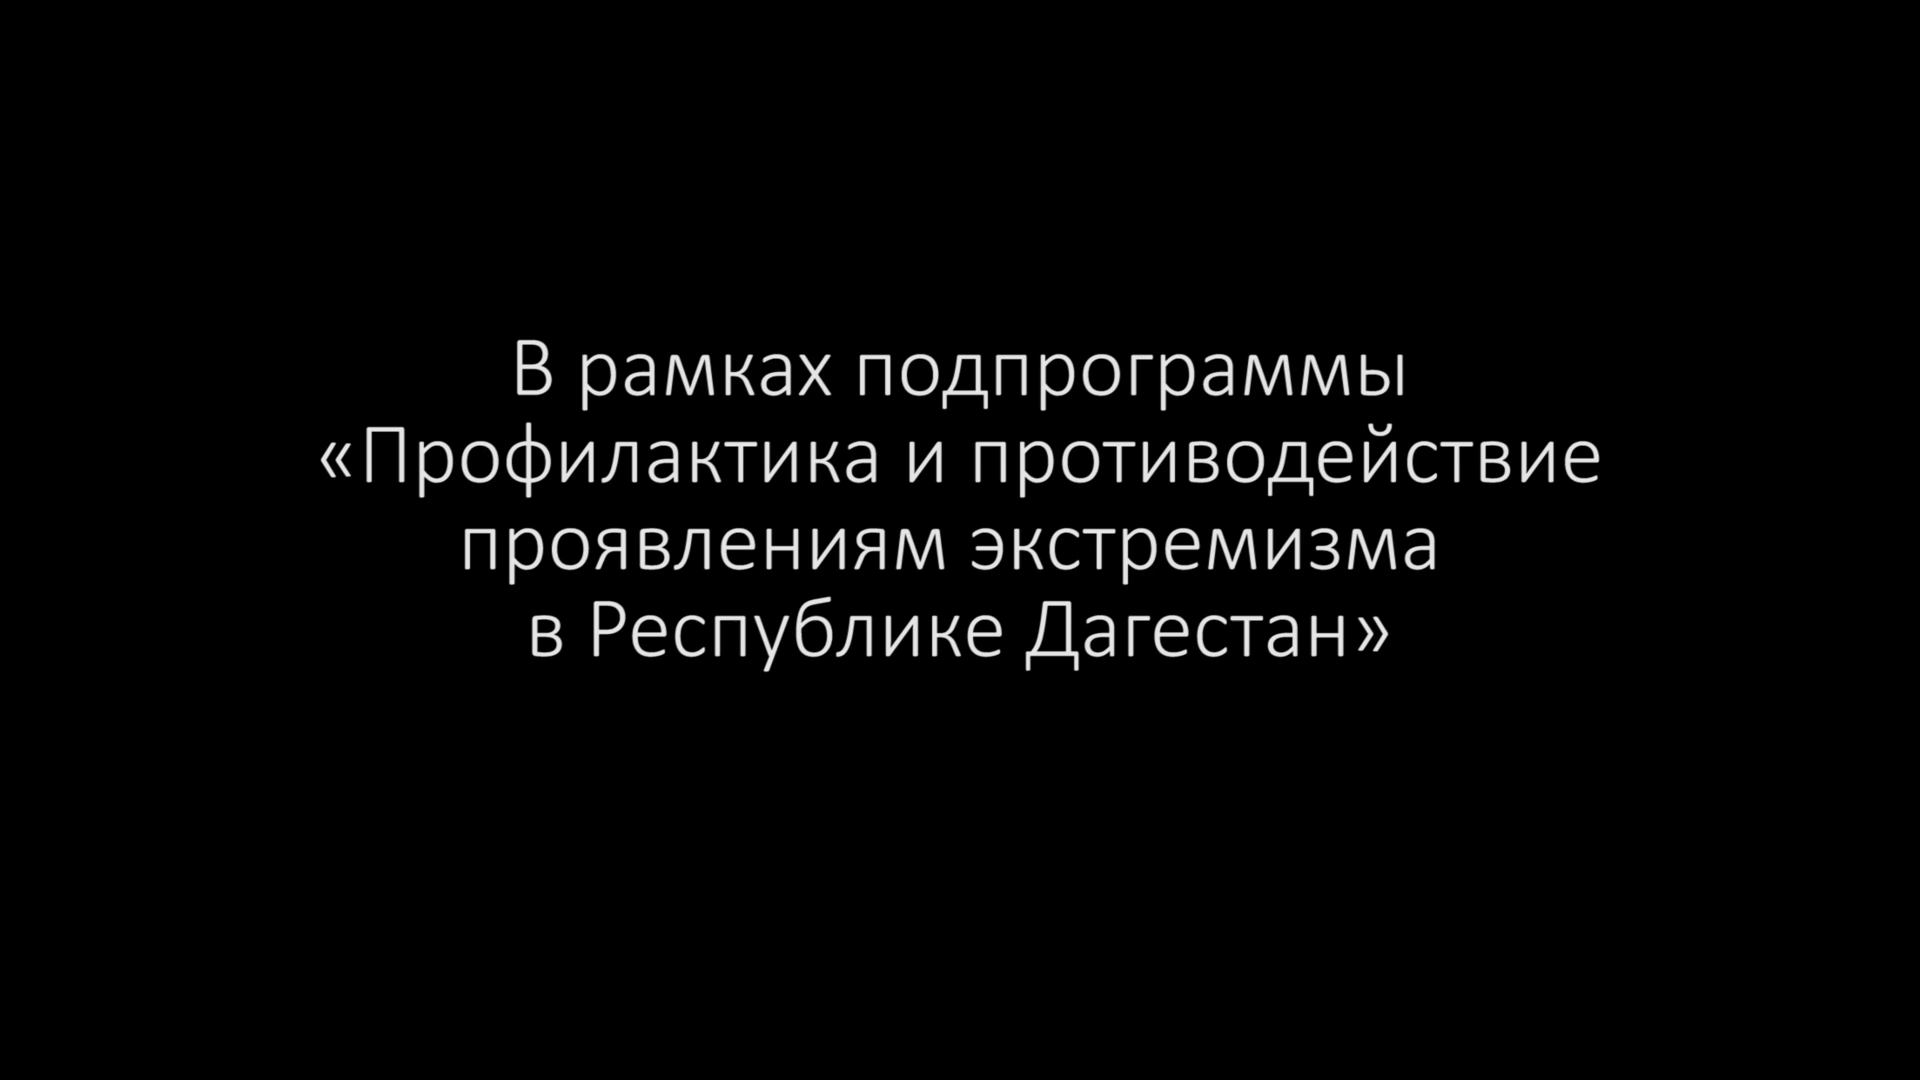 В рамках подпрограммы
«Профилактика и противодействие
проявлениям экстремизма
в Республике Дагестан»